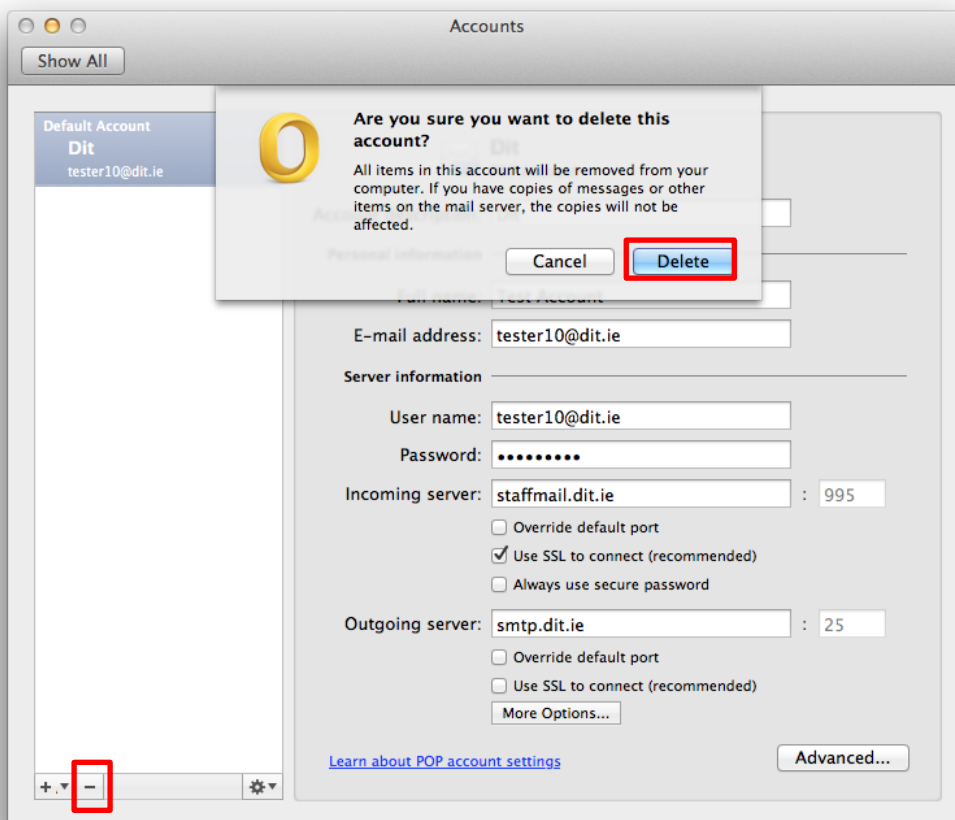 Accounts
Show All
Default Account
Dit
tester10@dit.ie
Are you sure you want to delete this
account?
All items in this account will be removed from your
computer. If you have copies of messages or other
items on the mail server, the copies will not be
affected.
Cancel
Delete
Dit
Personal information
Full name: Test Account
E-mail address: tester10@dit.ie
Server information
User name: tester10@dit.ie
Password: •••••••••
Incoming server: staffmail.dit.ie : 995
Override default port
Use SSL to connect (recommended)
Always use secure password
Outgoing server: smtp.dit.ie : 25
Override default port
Use SSL to connect (recommended)
More Options...
Learn about POP account settings
Advanced...